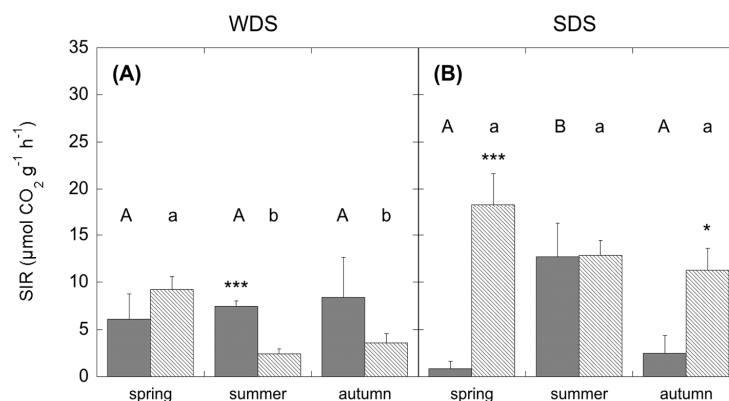 WDS SDS
35
30
25
20
15
10
5
0
SIR (µmol CO₂ g⁻¹ h⁻¹)
(A)
A a A b A b
***
spring summer autumn
(B)
A a B a A a
***
*
spring summer autumn